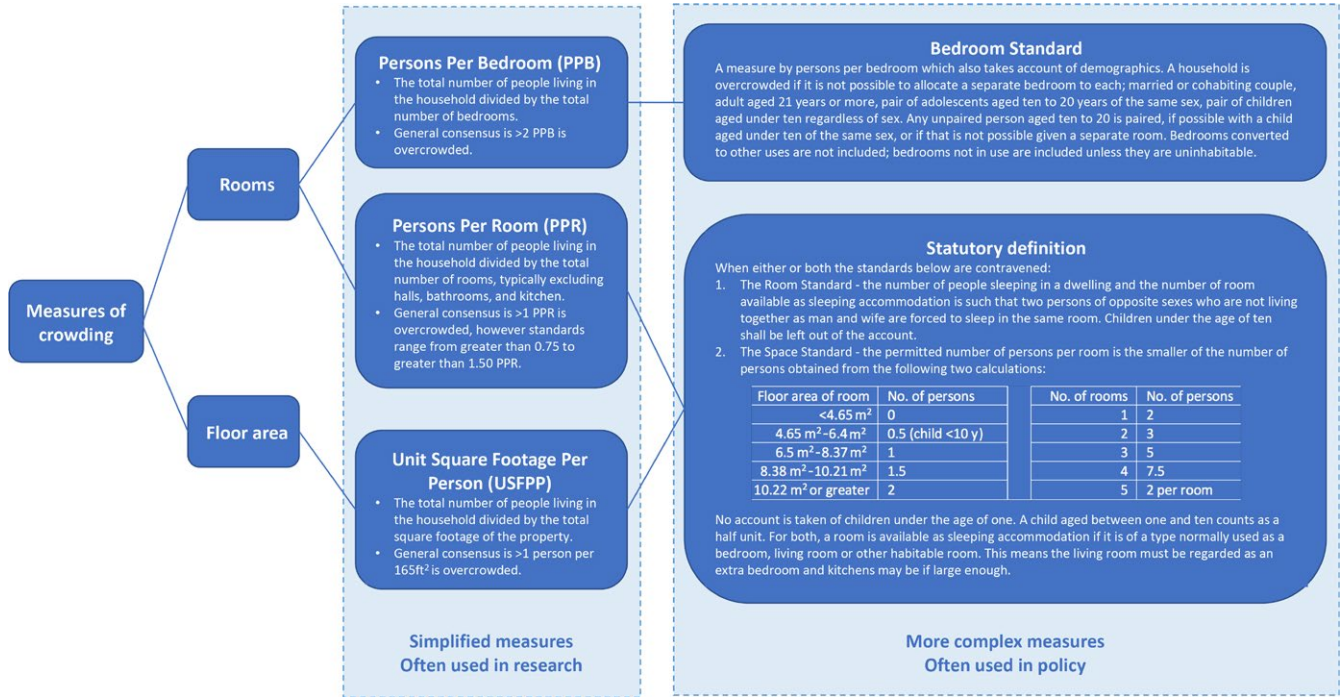 Measures of
crowding
Rooms
Floor area
Persons Per Bedroom (PPB)
• The total number of people living in
the household divided by the total
number of bedrooms.
• General consensus is >2 PPB is
overcrowded.
Persons Per Room (PPR)
• The total number of people living in
the household divided by the total
number of rooms, typically excluding
halls, bathrooms, and kitchen.
• General consensus is >1 PPR is
overcrowded, however standards
range from greater than 0.75 to
greater than 1.50 PPR.
Unit Square Footage Per
Person (USFPP)
• The total number of people living in
the household divided by the total
square footage of the property.
• General consensus is >1 person per
165ft² is overcrowded.
Simplified measures
Often used in research
Bedroom Standard
A measure by persons per bedroom which also takes account of demographics. A household is
overcrowded if it is not possible to allocate a separate bedroom to each; married or cohabiting couple,
adult aged 21 years or more, pair of adolescents aged ten to 20 years of the same sex, pair of children
aged under ten regardless of sex. Any unpaired person aged ten to 20 is paired, if possible with a child
aged under ten of the same sex, or if that is not possible given a separate room. Bedrooms converted
to other uses are not included; bedrooms not in use are included unless they are uninhabitable.
Statutory definition
When either or both the standards below are contravened:
1. The Room Standard - the number of people sleeping in a dwelling and the number of room
available as sleeping accommodation is such that two persons of opposite sexes who are not living
together as man and wife are forced to sleep in the same room. Children under the age of ten
shall be left out of the account.
2. The Space Standard - the permitted number of persons per room is the smaller of the number of
persons obtained from the following two calculations:
Floor area of room No. of persons No. of rooms No. of persons
<4.65 m² 0 1 2
4.65 m²-6.4 m² 0.5 (child <10 y) 2 3
6.5 m²-8.37 m² 1 3 5
8.38 m²-10.21 m² 1.5 4 7.5
10.22 m² or greater 2 5 2 per room
No account is taken of children under the age of one. A child aged between one and ten counts as a
half unit. For both, a room is available as sleeping accommodation if it is of a type normally used as a
bedroom, living room or other habitable room. This means the living room must be regarded as an
extra bedroom and kitchens may be if large enough.
More complex measures
Often used in policy